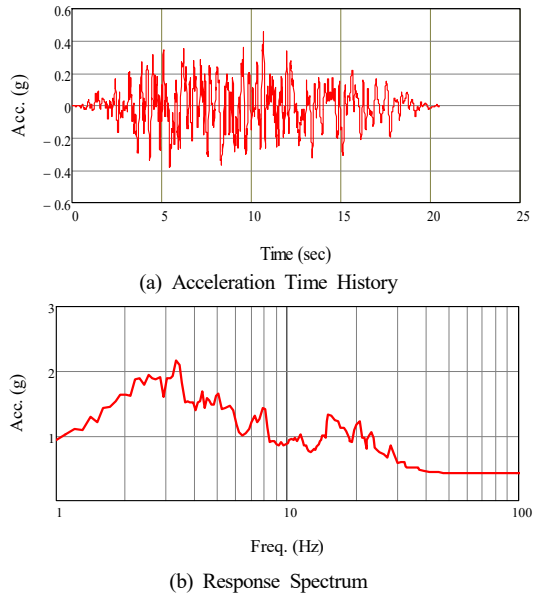 0.6
0.4
0.2
0
− 0.2
− 0.4
− 0.6
Acc. (g)
0 5 10 15 20 25
Time (sec)
(a) Acceleration Time History
3
2
1
Acc. (g)
1 10 100
Freq. (Hz)
(b) Response Spectrum